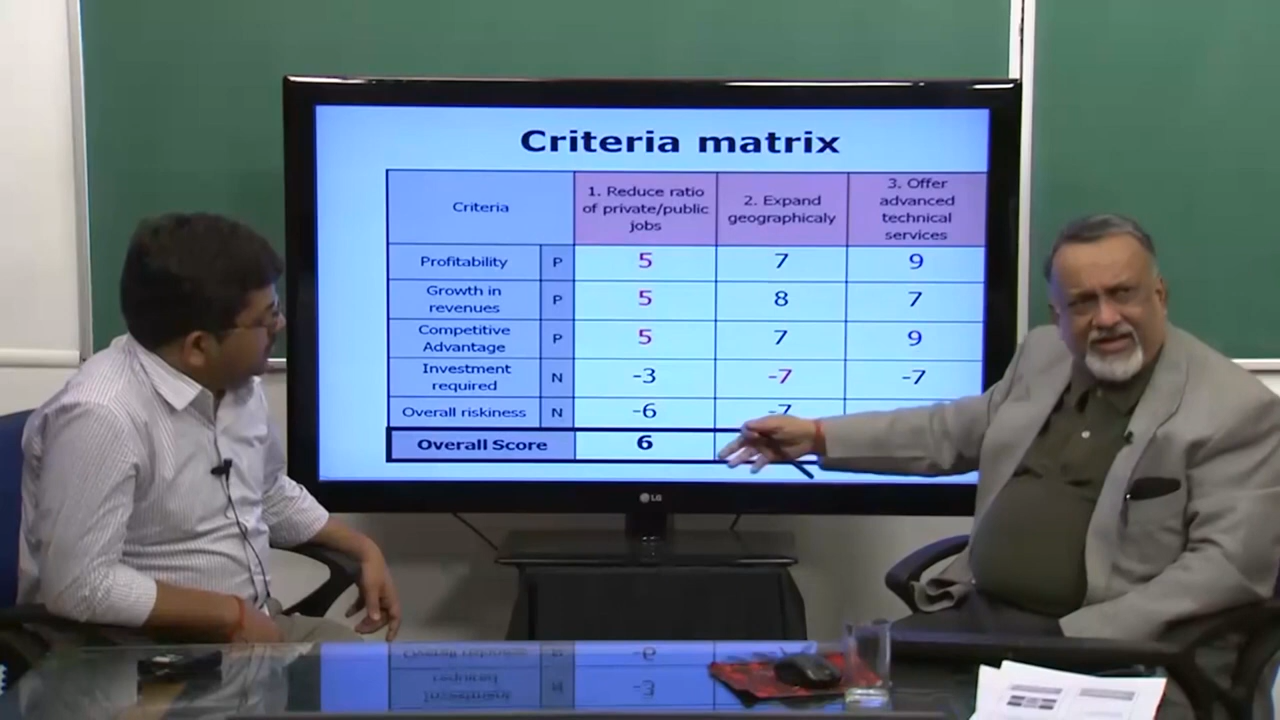 Criteria matrix
Criteria
1. Reduce ratio
of private/public
jobs
2. Expand
geographicaly
3. Offer
advanced
technical
services
Profitability P 5 7 9
Growth in
revenues P 5 8 7
Competitive
Advantage P 5 7 9
Investment
required N -3 -7 -7
Overall riskiness N -6 -7
Overall Score 6
LG